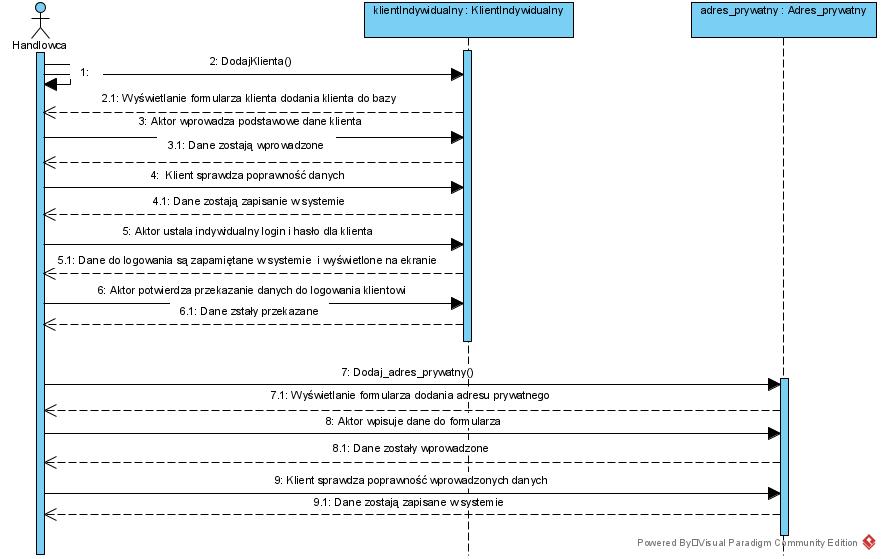 klientIndywidualny : KlientIndywidualny
adres_prywatny : Adres_prywatny
Handlowca
1:
2: DodajKlienta()
2.1: Wyświetlanie formularza klienta dodania klienta do bazy
3: Aktor wprowadza podstawowe dane klienta
3.1: Dane zostają wprowadzone
4: Klient sprawdza poprawność danych
4.1: Dane zostają zapisanie w systemie
5: Aktor ustala indywidualny login i hasło dla klienta
5.1: Dane do logowania są zapamiętane w systemie i wyświetlone na ekranie
6: Aktor potwierdza przekazanie danych do logowania klientowi
6.1: Dane zstały przekazane
7: Dodaj_adres_prywatny()
7.1: Wyświetlanie formularza dodania adresu prywatnego
8: Aktor wpisuje dane do formularza
8.1: Dane zostały wprowadzone
9: Klient sprawdza poprawność wprowadzonych danych
9.1: Dane zostają zapisane w systemie
Powered By Visual Paradigm Community Edition